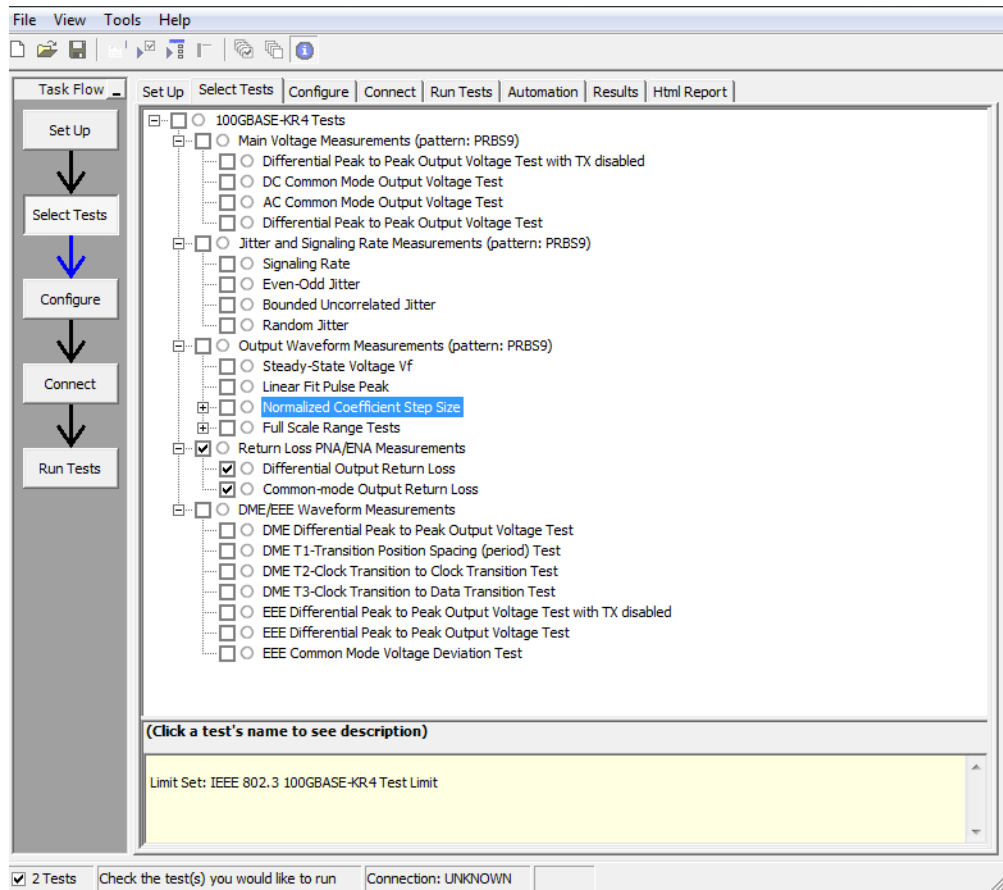 File View Tools Help
Task Flow
Set Up
Select Tests
Configure
Connect
Run Tests
Set Up Select Tests Configure Connect Run Tests Automation Results Html Report
100GBASE-KR4 Tests
Main Voltage Measurements (pattern: PRBS9)
Differential Peak to Peak Output Voltage Test with TX disabled
DC Common Mode Output Voltage Test
AC Common Mode Output Voltage Test
Differential Peak to Peak Output Voltage Test
Jitter and Signaling Rate Measurements (pattern: PRBS9)
Signaling Rate
Even-Odd Jitter
Bounded Uncorrelated Jitter
Random Jitter
Output Waveform Measurements (pattern: PRBS9)
Steady-State Voltage Vf
Linear Fit Pulse Peak
Normalized Coefficient Step Size
Full Scale Range Tests
Return Loss PNA/ENA Measurements
Differential Output Return Loss
Common-mode Output Return Loss
DME/EEE Waveform Measurements
DME Differential Peak to Peak Output Voltage Test
DME T1-Transition Position Spacing (period) Test
DME T2-Clock Transition to Clock Transition Test
DME T3-Clock Transition to Data Transition Test
EEE Differential Peak to Peak Output Voltage Test with TX disabled
EEE Differential Peak to Peak Output Voltage Test
EEE Common Mode Voltage Deviation Test
(Click a test's name to see description)
Limit Set: IEEE 802.3 100GBASE-KR4 Test Limit
2 Tests Check the test(s) you would like to run Connection: UNKNOWN